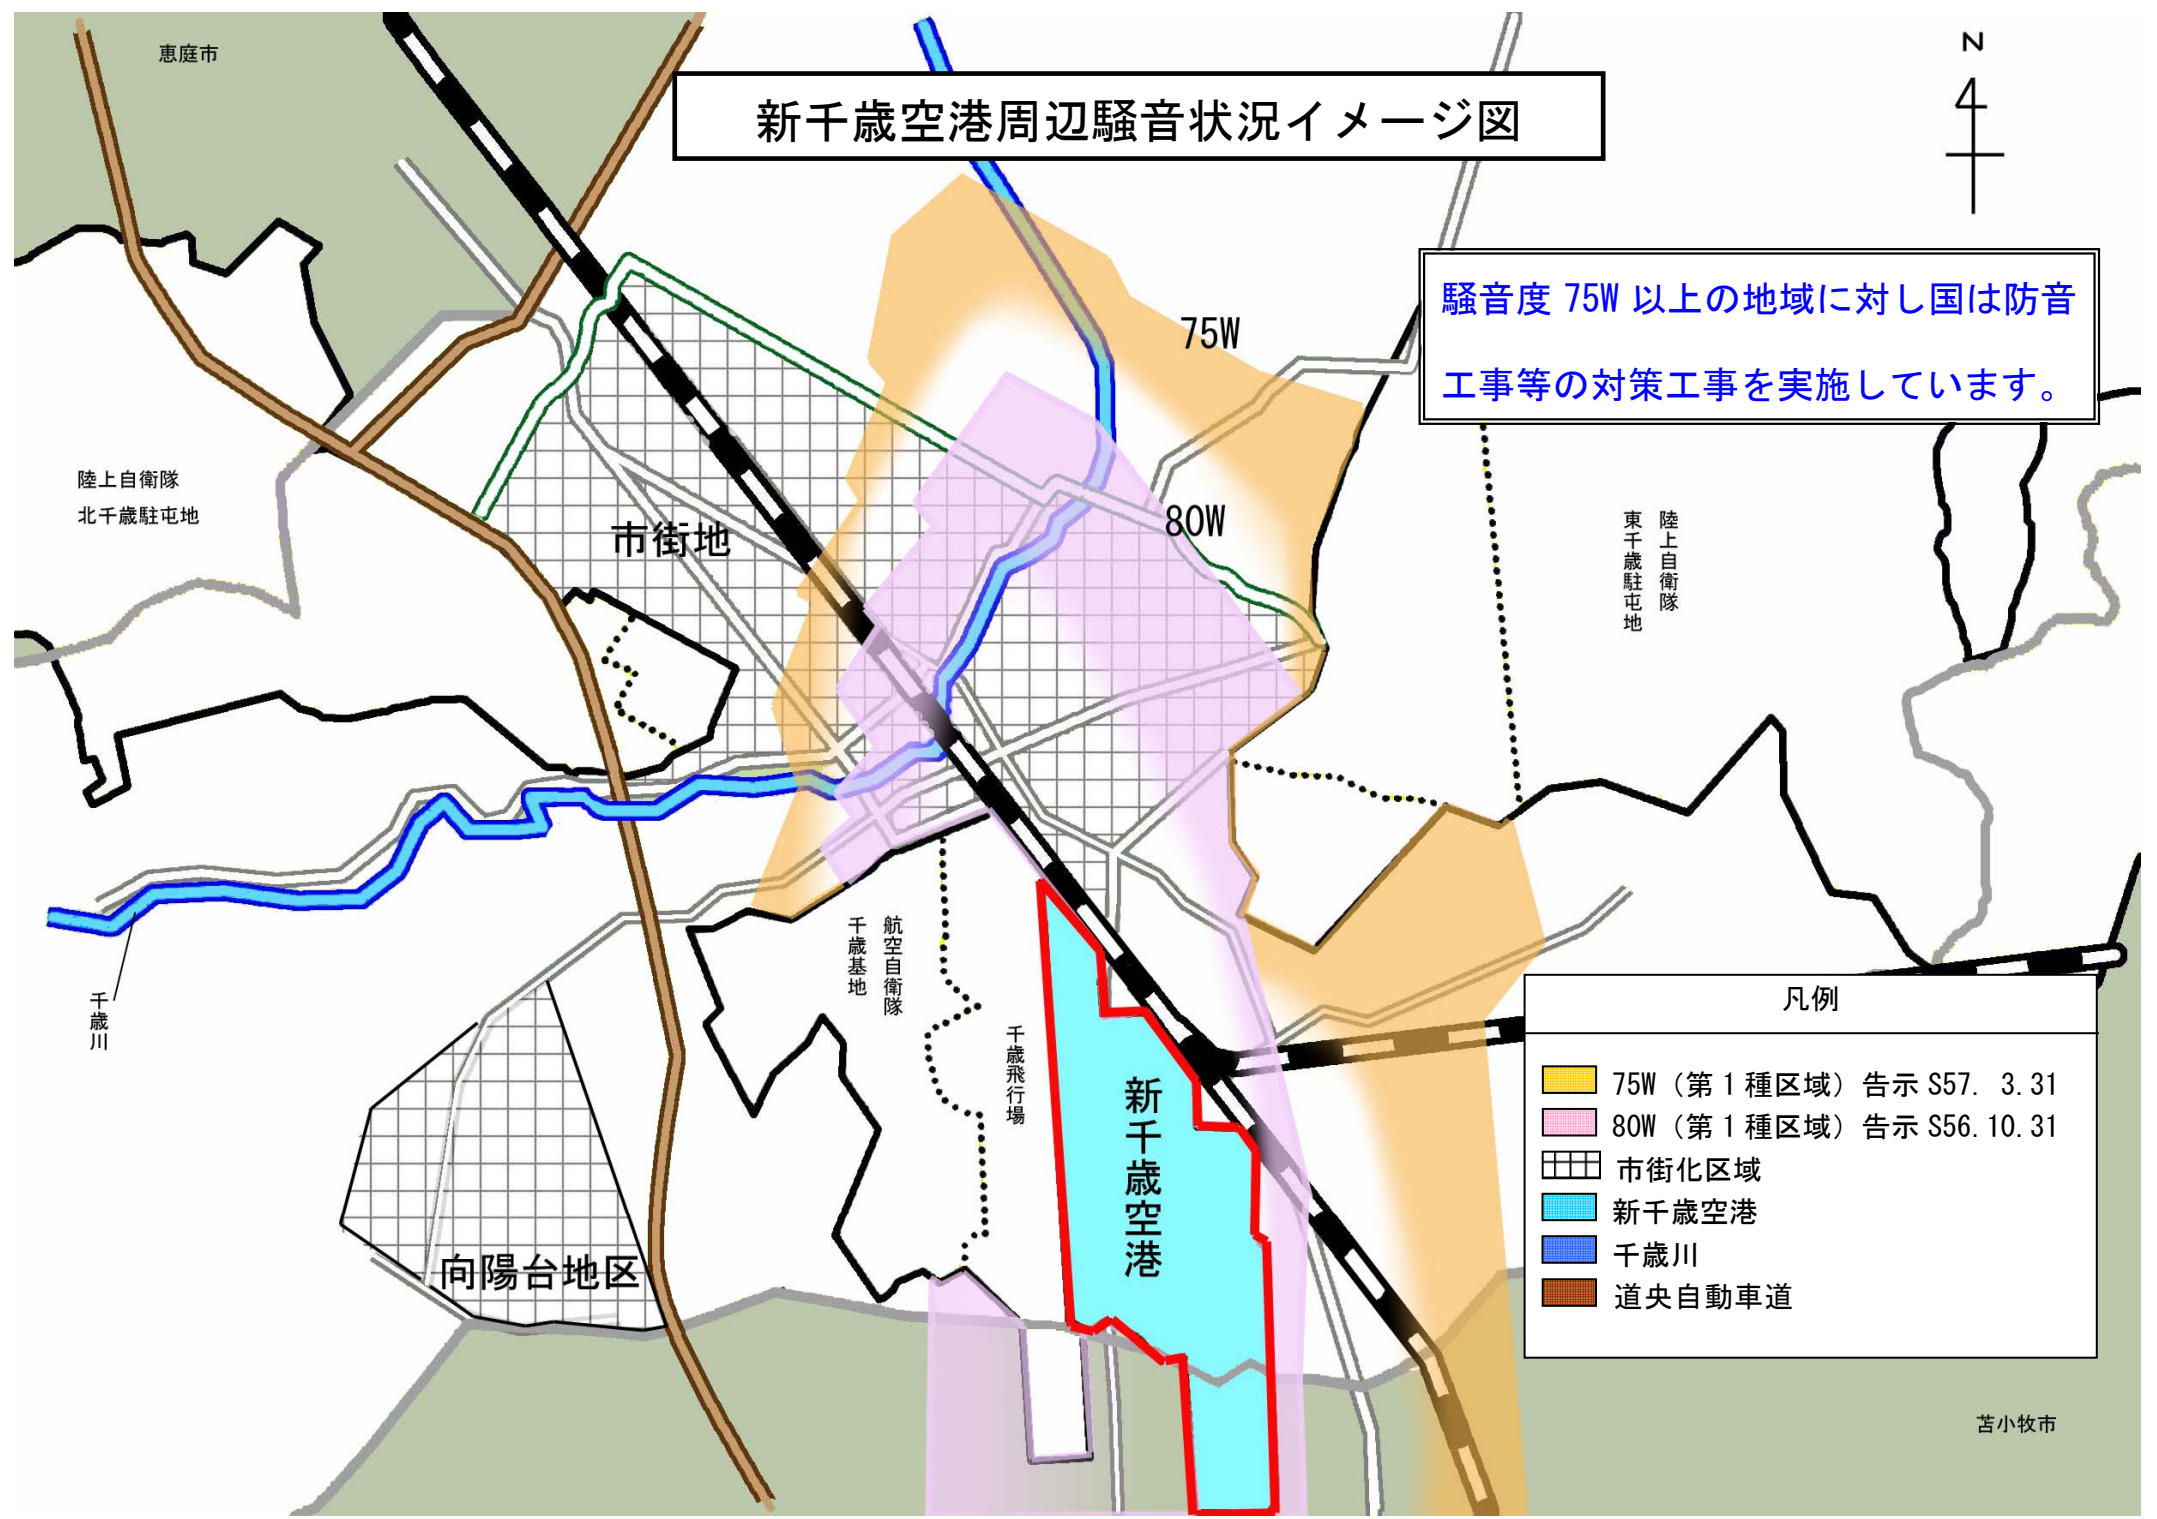 恵庭市
新千歳空港周辺騒音状況イメージ図
N
騒音度 75W 以上の地域に対し国は防音
工事等の対策工事を実施しています。
75W
80W
陸上自衛隊
北千歳駐屯地
市街地
陸上自衛隊
東千歳駐屯地
千歳川
航空自衛隊
千歳基地
千歳飛行場
新千歳空港
向陽台地区
凡例
75W（第１種区域）告示 S57. 3.31
80W（第１種区域）告示 S56.10.31
市街化区域
新千歳空港
千歳川
道央自動車道
苫小牧市